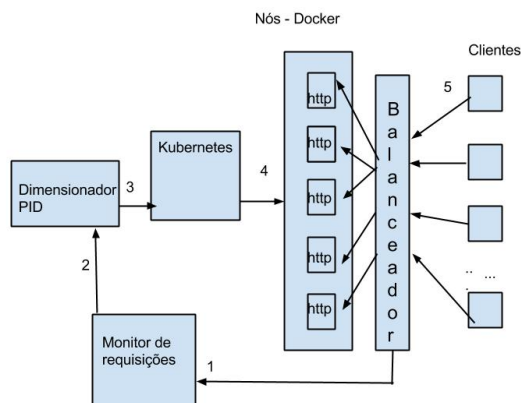 Nós - Docker
Clientes
5
http
Kubernetes
http
4
Dimensionador
PID
3
http
2
http
http
Balanceador
.. ...
.
Monitor de
requisições
1